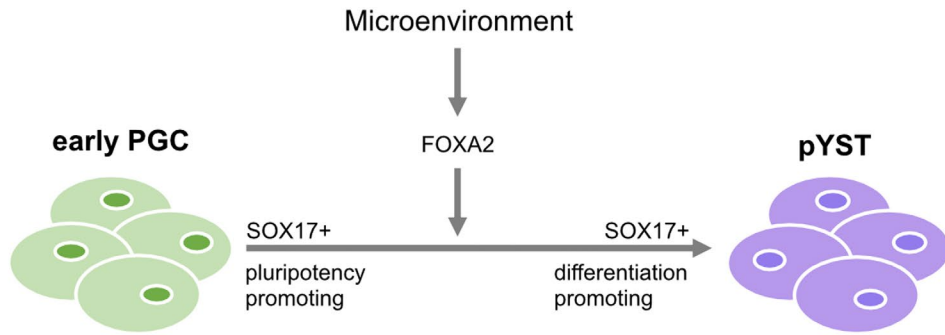 Microenvironment
early PGC
FOXA2
pYST
SOX17+
SOX17+
pluripotency
promoting
differentiation
promoting